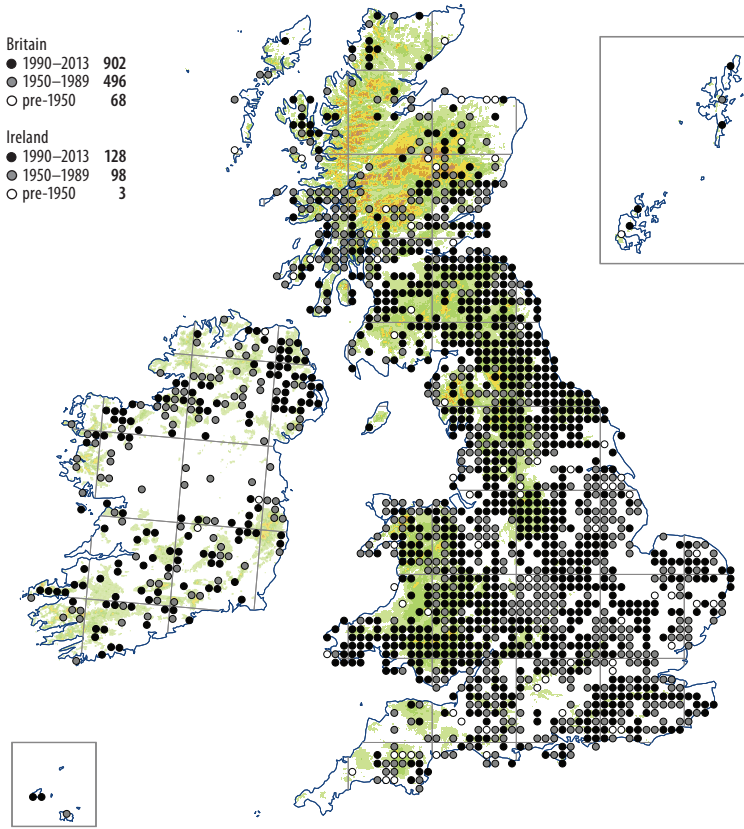 Britain
● 1990–2013 902
● 1950–1989 496
○ pre-1950 68
Ireland
● 1990–2013 128
● 1950–1989 98
○ pre-1950 3